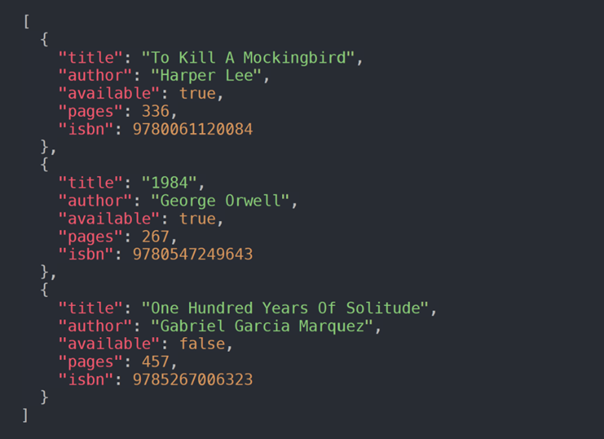 [
  {
    "title": "To Kill A Mockingbird",
    "author": "Harper Lee",
    "available": true,
    "pages": 336,
    "isbn": 9780061120084
  },
  {
    "title": "1984",
    "author": "George Orwell",
    "available": true,
    "pages": 267,
    "isbn": 9780547249643
  },
  {
    "title": "One Hundred Years Of Solitude",
    "author": "Gabriel Garcia Marquez",
    "available": false,
    "pages": 457,
    "isbn": 9785267006323
  }
]